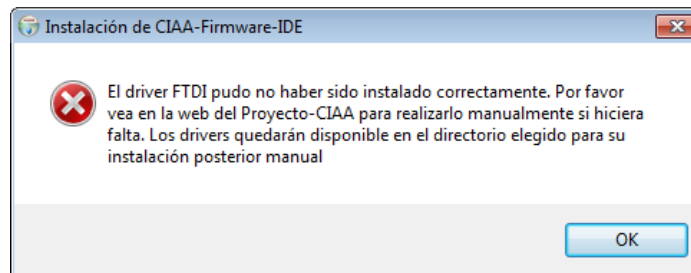 Instalación de CIAA-Firmware-IDE
El driver FTDI pudo no haber sido instalado correctamente. Por favor
vea en la web del Proyecto-CIAA para realizarlo manualmente si hiciera
falta. Los drivers quedarán disponible en el directorio elegido para su
instalación posterior manual
OK